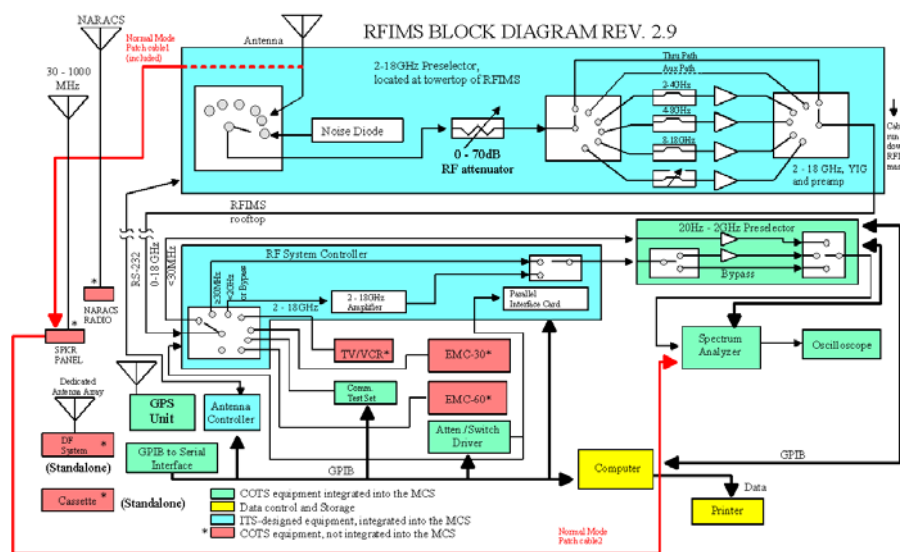 NARACS
30 - 1000
MHz
Normal Mode
Patch cable1
(included)
Antenna
RFIMS BLOCK DIAGRAM REV. 2.9
2-18GHz Preselector,
located at towertop of RFIMS
Noise Diode
0 - 70dB
RF attenuator
Thru Path
Aux Path
2-4GHz
4-8GHz
8-18GHz
2 - 18 GHz, YIG
and preamp
run
RFIMS
rooftop
RS-232
0-18 GHz
<30MHz
RF System Controller
≥30MHz
<2GHz
or Bypass
2 - 18GHz
2 - 18GHz
Amplifier
Parallel
Interface Card
20Hz - 2GHz Preselector
Bypass
NARACS
RADIO
*
SPKR
PANEL
*
TV/VCR*
EMC-30*
EMC-60*
Comm.
Test Set
Atten./Switch
Driver
Spectrum
Analyzer
Oscilloscope
Dedicated
Antenna Array
DF
System *
(Standalone)
Cassette *
(Standalone)
GPS
Unit
Antenna
Controller
GPIB to Serial
Interface
GPIB
Computer
GPIB
Data
Printer
COTS equipment integrated into the MCS
Data control and Storage
ITS-designed equipment, integrated into the MCS
* COTS equipment, not integrated into the MCS
Normal Mode
Patch cable2